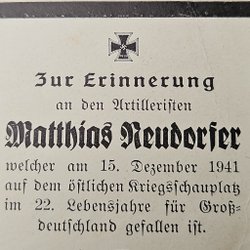 Zur Erinnerung
an den Artilleristen
Matthias Neudorfer
welcher am 15. Dezember 1941
auf dem östlichen Kriegsschauplatz
im 22. Lebensjahre für Groß-
deutschland gefallen ist.